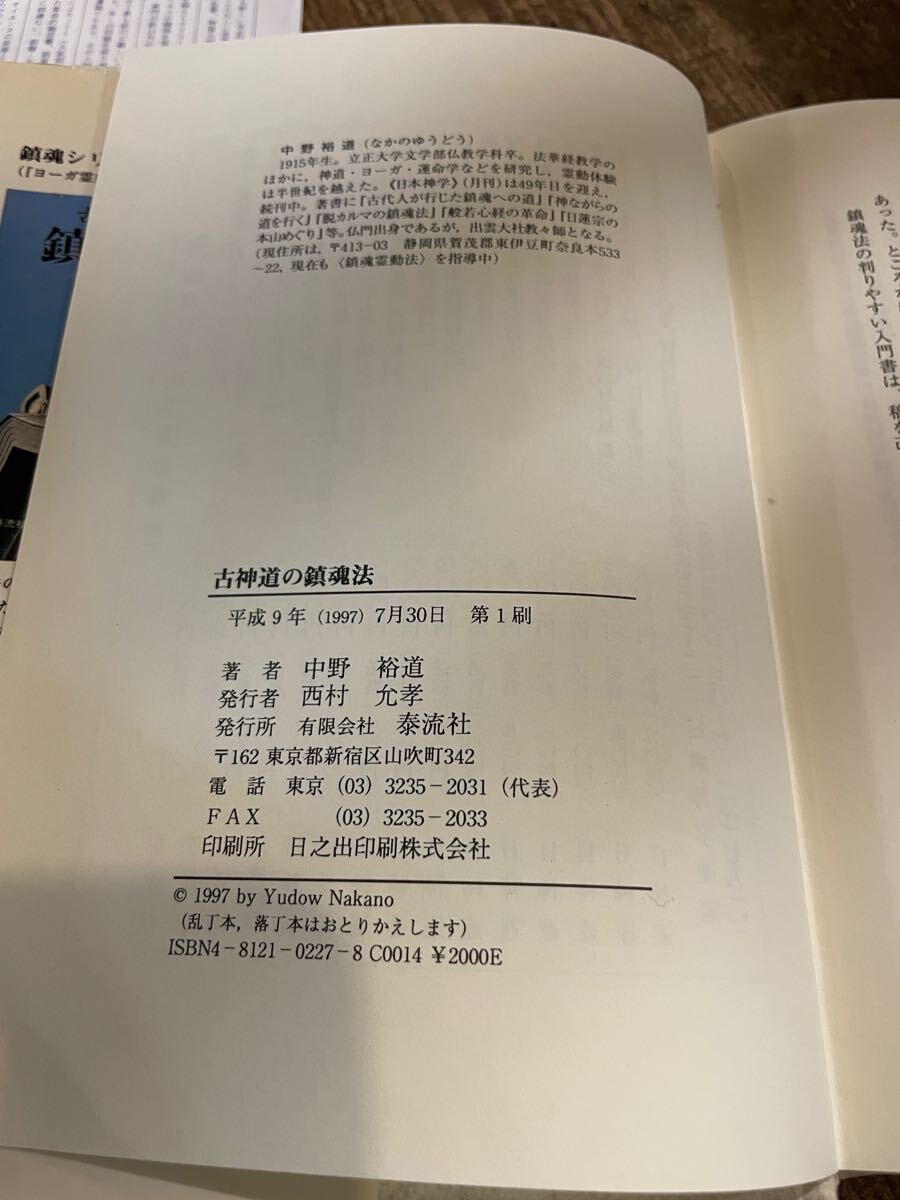 中野裕道(なかのゆうどう)
1915年生。立正大学文学部仏教学科卒。法華経教学の
ほかに，神道・ヨーガ・運命学などを研究し，霊動体験
は半世紀を越えた。《日本神学》(月刊)は49年目を迎え，
続刊中。著書に「古代人が行じた鎮魂への道」「神ながらの
道を行く」「脱カルマの鎮魂法」「般若心経の革命」「日蓮宗の
本山めぐり」等。仏門出身であるが，出雲大社教々師となる。
(現住所は，〒413-03 静岡県賀茂郡東伊豆町奈良本533
〜22，現在も〈鎮魂霊動法〉を指導中)
古神道の鎮魂法
平成9年(1997)7月30日 第1刷
著者 中野 裕道
発行者 西村 允孝
発行所 有限会社 泰流社
〒162 東京都新宿区山吹町342
電話 東京(03)3235-2031(代表)
FAX (03)3235-2033
印刷所 日之出印刷株式会社
© 1997 by Yudow Nakano
(乱丁本，落丁本はおとりかえします)
ISBN4-8121-0227-8 C0014 ¥2000E
鎮魂シリ
(「ヨーガ霊
鎮
あった。ところが
鎮魂法の判りやすい入門書は、稿を